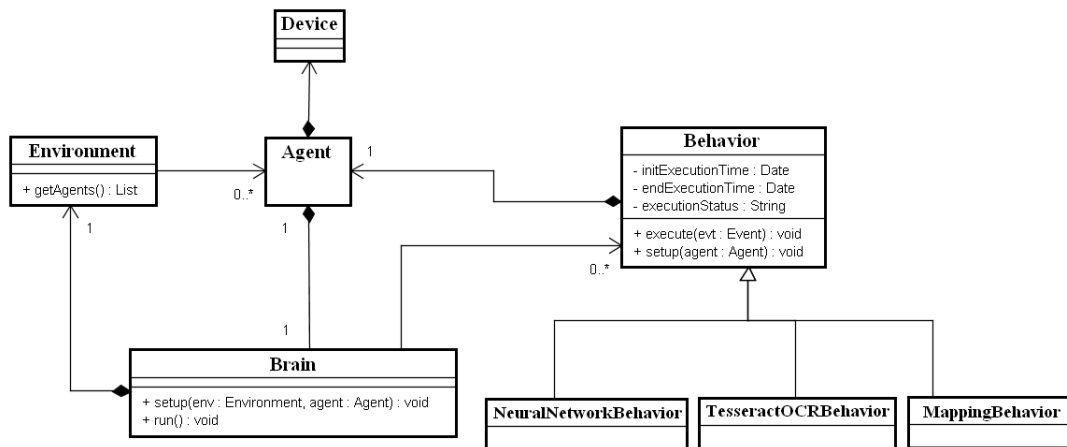 Device
Environment
+ getAgents() : List
1
Agent
0..*
1
1
Behavior
- initExecutionTime : Date
- endExecutionTime : Date
- executionStatus : String
+ execute(evt : Event) : void
+ setup(agent : Agent) : void
0..*
1
Brain
+ setup(env : Environment, agent : Agent) : void
+ run() : void
NeuralNetworkBehavior
TesseractOCRBehavior
MappingBehavior